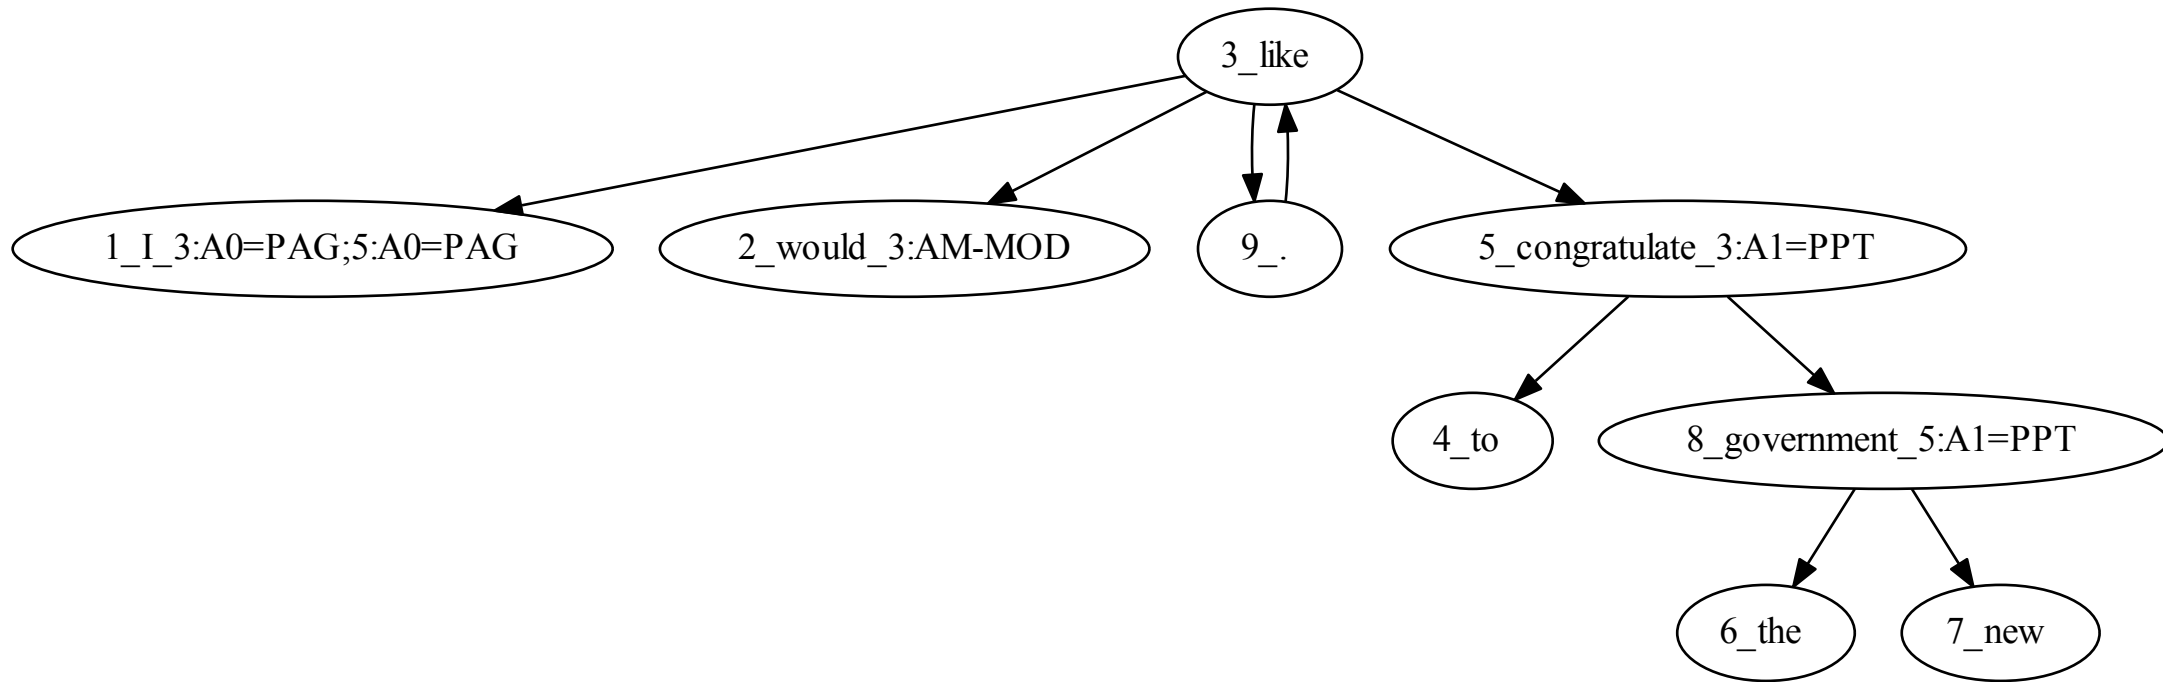 3_like
1_I_3:A0=PAG;5:A0=PAG
2_would_3:AM-MOD
9_.
5_congratulate_3:A1=PPT
4_to
8_government_5:A1=PPT
6_the
7_new